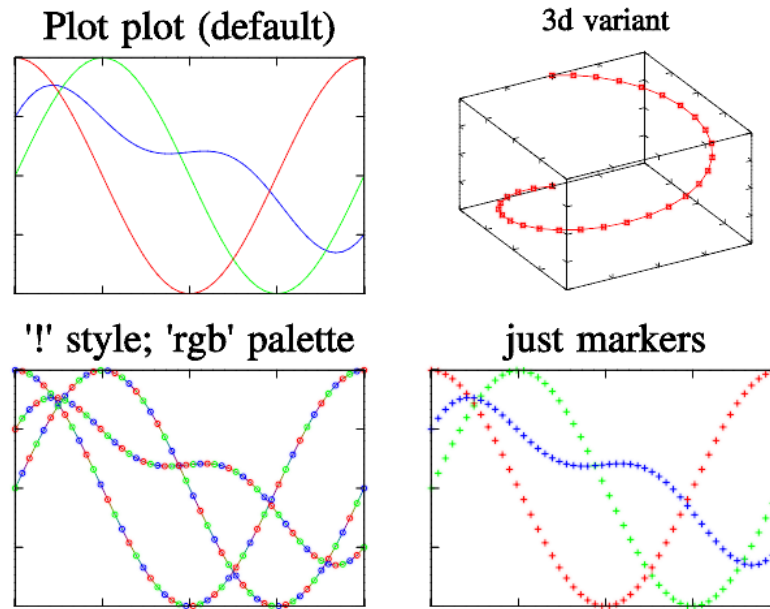 Plot plot (default)
3d variant
'!' style; 'rgb' palette
just markers